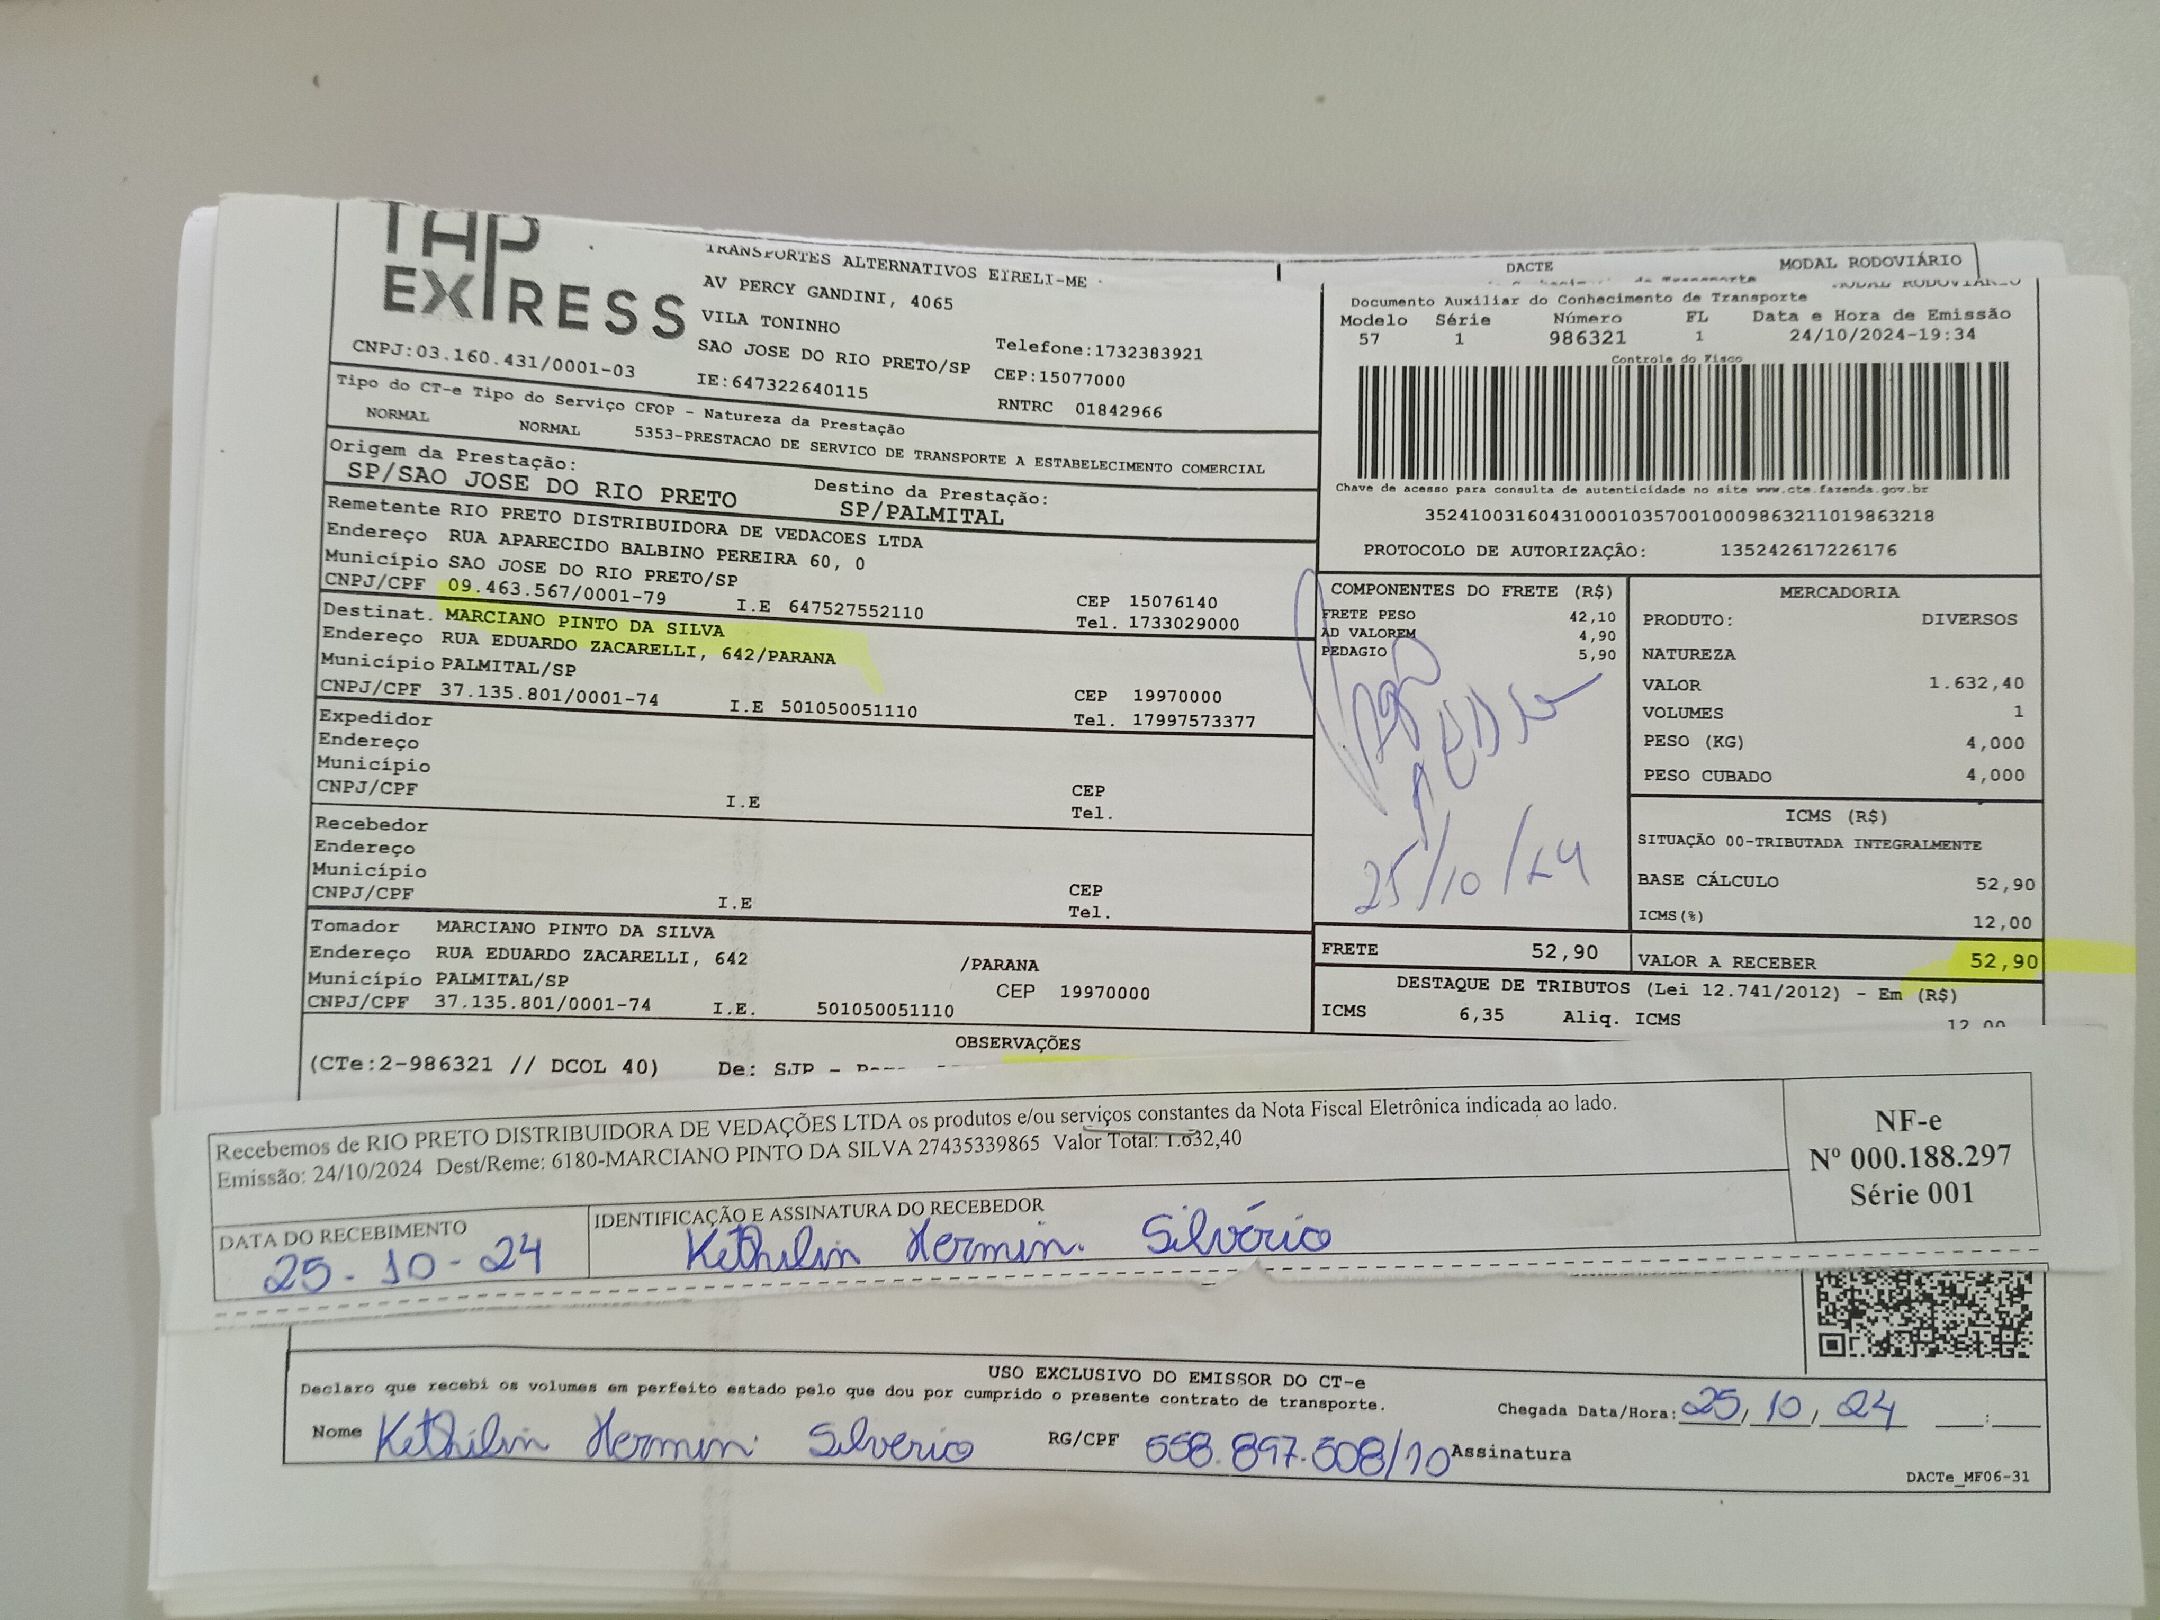 TAP
EXPRESS
CNPJ:03.160.431/0001-03
TRANSPORTES ALTERNATIVOS EIRELI-ME
AV PERCY GANDINI, 4065
VILA TONINHO
SAO JOSE DO RIO PRETO/SP
IE:647322640115
Telefone:1732383921
CEP:15077000
RNTRC 01842966
DACTE MODAL RODOVIÁRIO
Documento Auxiliar do Conhecimento de Transporte
Modelo Série Número FL Data e Hora de Emissão
57 1 986321 1 24/10/2024-19:34
Controle do Fisco
Chave de acesso para consulta de autenticidade no site www.cte.fazenda.gov.br
35241003160431000103570010009863211019863218
PROTOCOLO DE AUTORIZAÇÃO: 135242617226176
Tipo do CT-e Tipo do Serviço CFOP - Natureza da Prestação
NORMAL NORMAL 5353-PRESTACAO DE SERVICO DE TRANSPORTE A ESTABELECIMENTO COMERCIAL
Origem da Prestação: Destino da Prestação:
SP/SAO JOSE DO RIO PRETO SP/PALMITAL
Remetente RIO PRETO DISTRIBUIDORA DE VEDACOES LTDA
Endereço RUA APARECIDO BALBINO PEREIRA 60, 0
Município SAO JOSE DO RIO PRETO/SP CEP 15076140
CNPJ/CPF 09.463.567/0001-79 I.E 647527552110 Tel. 1733029000
Destinat. MARCIANO PINTO DA SILVA
Endereço RUA EDUARDO ZACARELLI, 642/PARANA
Município PALMITAL/SP CEP 19970000
CNPJ/CPF 37.135.801/0001-74 I.E 501050051110 Tel. 17997573377
Expedidor
Endereço
Município CEP
CNPJ/CPF I.E Tel.
Recebedor
Endereço
Município CEP
CNPJ/CPF I.E Tel.
Tomador MARCIANO PINTO DA SILVA
Endereço RUA EDUARDO ZACARELLI, 642 /PARANA
Município PALMITAL/SP CEP 19970000
CNPJ/CPF 37.135.801/0001-74 I.E. 501050051110
COMPONENTES DO FRETE (R$)
FRETE PESO 42,10
AD VALOREM 4,90
PEDAGIO 5,90
25/10/24
MERCADORIA
PRODUTO: DIVERSOS
NATUREZA
VALOR 1.632,40
VOLUMES 1
PESO (KG) 4,000
PESO CUBADO 4,000
ICMS (R$)
SITUAÇÃO 00-TRIBUTADA INTEGRALMENTE
BASE CÁLCULO 52,90
ICMS(%) 12,00
FRETE 52,90 VALOR A RECEBER 52,90
DESTAQUE DE TRIBUTOS (Lei 12.741/2012) - Em (R$)
ICMS 6,35 Aliq. ICMS 12,00
OBSERVAÇÕES
(CTe:2-986321 // DCOL 40) De: SJP -
Recebemos de RIO PRETO DISTRIBUIDORA DE VEDAÇÕES LTDA os produtos e/ou serviços constantes da Nota Fiscal Eletrônica indicada ao lado.
Emissão: 24/10/2024 Dest/Reme: 6180-MARCIANO PINTO DA SILVA 27435339865 Valor Total: 1.632,40
NF-e
Nº 000.188.297
Série 001
DATA DO RECEBIMENTO
25-10-24
IDENTIFICAÇÃO E ASSINATURA DO RECEBEDOR
Kethilin Hermin. Silvério
USO EXCLUSIVO DO EMISSOR DO CT-e
Declaro que recebi os volumes em perfeito estado pelo que dou por cumprido o presente contrato de transporte.
Chegada Data/Hora: 25/10/24 __:__
Nome Kethilin Hermin. Silverio RG/CPF 558.897.508/10 Assinatura
DACTe_MF06-31